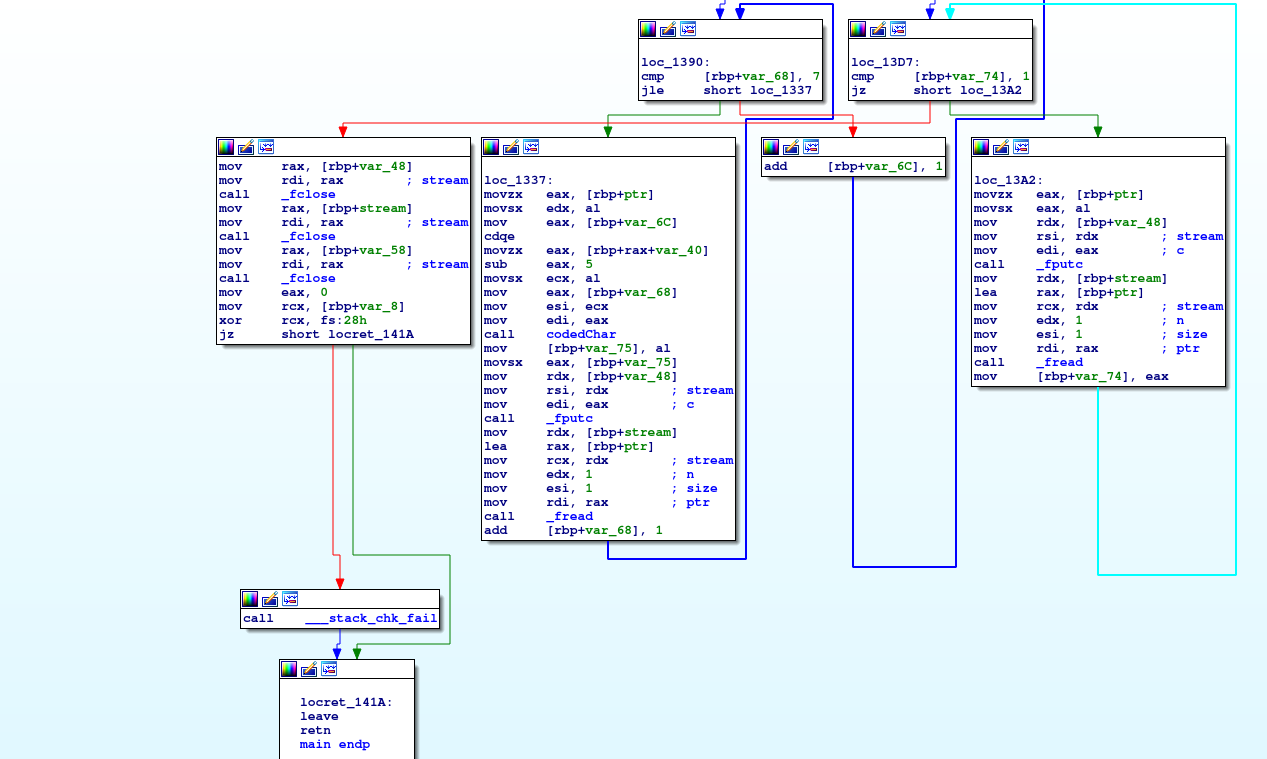 loc_1390:
cmp [rbp+var_68], 7
jle short loc_1337
loc_13D7:
cmp [rbp+var_74], 1
jz short loc_13A2
mov rax, [rbp+var_48]
mov rdi, rax ; stream
call _fclose
mov rax, [rbp+stream]
mov rdi, rax ; stream
call _fclose
mov rax, [rbp+var_58]
mov rdi, rax ; stream
call _fclose
mov eax, 0
mov rcx, [rbp+var_8]
xor rcx, fs:28h
jz short locret_141A
loc_1337:
movzx eax, [rbp+ptr]
movsx edx, al
mov eax, [rbp+var_6C]
cdqe
movzx eax, [rbp+rax+var_40]
sub eax, 5
movsx ecx, al
mov eax, [rbp+var_68]
mov esi, ecx
mov edi, eax
call codedChar
mov [rbp+var_75], al
movsx eax, [rbp+var_75]
mov rdx, [rbp+var_48]
mov rsi, rdx ; stream
mov edi, eax ; c
call _fputc
mov rdx, [rbp+stream]
lea rax, [rbp+ptr]
mov rcx, rdx ; stream
mov edx, 1 ; n
mov esi, 1 ; size
mov rdi, rax ; ptr
call _fread
add [rbp+var_68], 1
add [rbp+var_6C], 1
loc_13A2:
movzx eax, [rbp+ptr]
movsx eax, al
mov rdx, [rbp+var_48]
mov rsi, rdx ; stream
mov edi, eax ; c
call _fputc
mov rdx, [rbp+stream]
lea rax, [rbp+ptr]
mov rcx, rdx ; stream
mov edx, 1 ; n
mov esi, 1 ; size
mov rdi, rax ; ptr
call _fread
mov [rbp+var_74], eax
call ___stack_chk_fail
locret_141A:
leave
retn
main endp